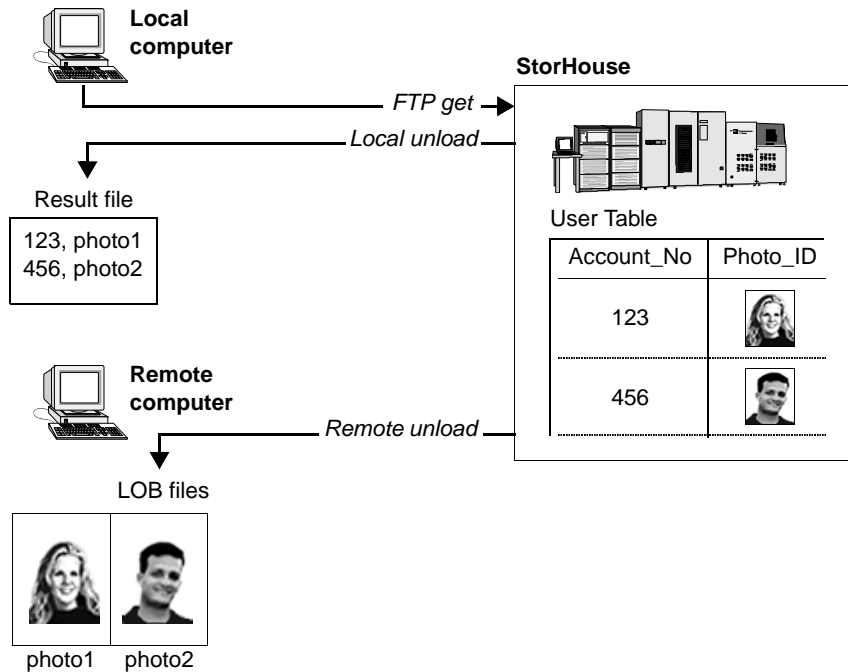 Local
computer
StorHouse
FTP get
Local unload
Result file
123, photo1
456, photo2
User Table
Account_No Photo_ID
123
456
Remote
computer
Remote unload
LOB files
photo1 photo2